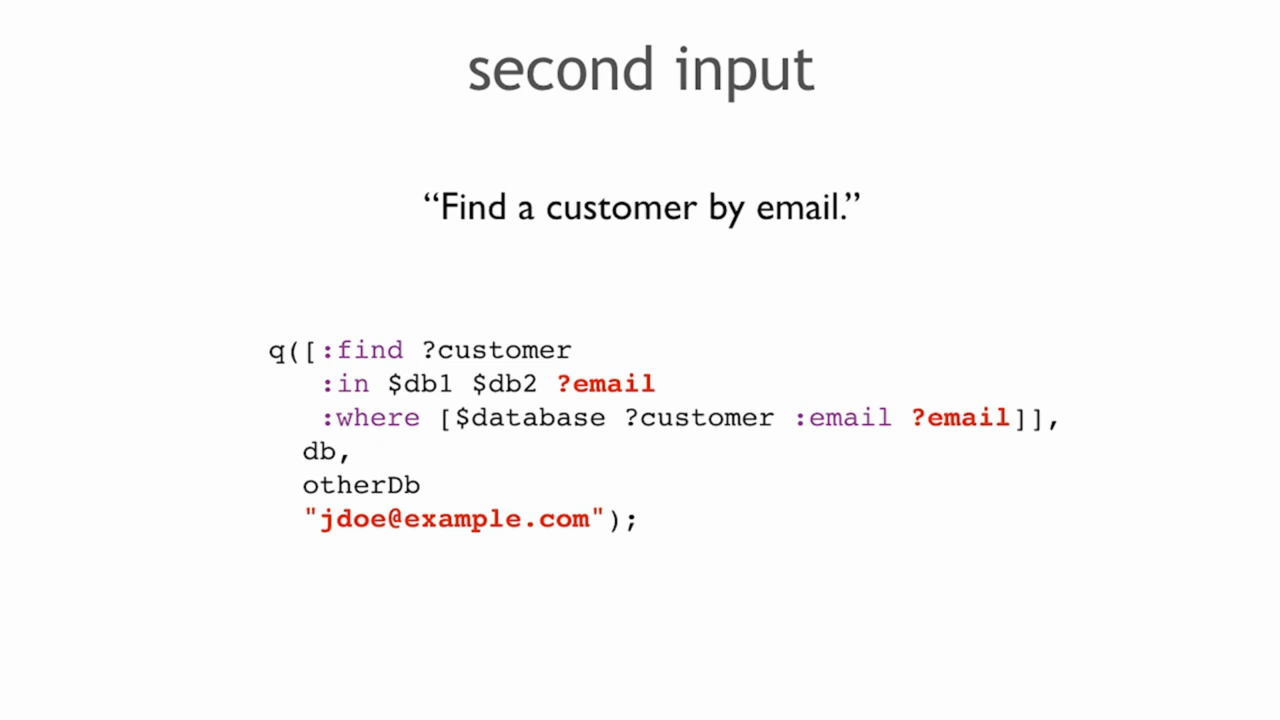 second input
“Find a customer by email.”
q([:find ?customer
:in $db1 $db2 ?email
:where [$database ?customer :email ?email]],
db,
otherDb
"jdoe@example.com");